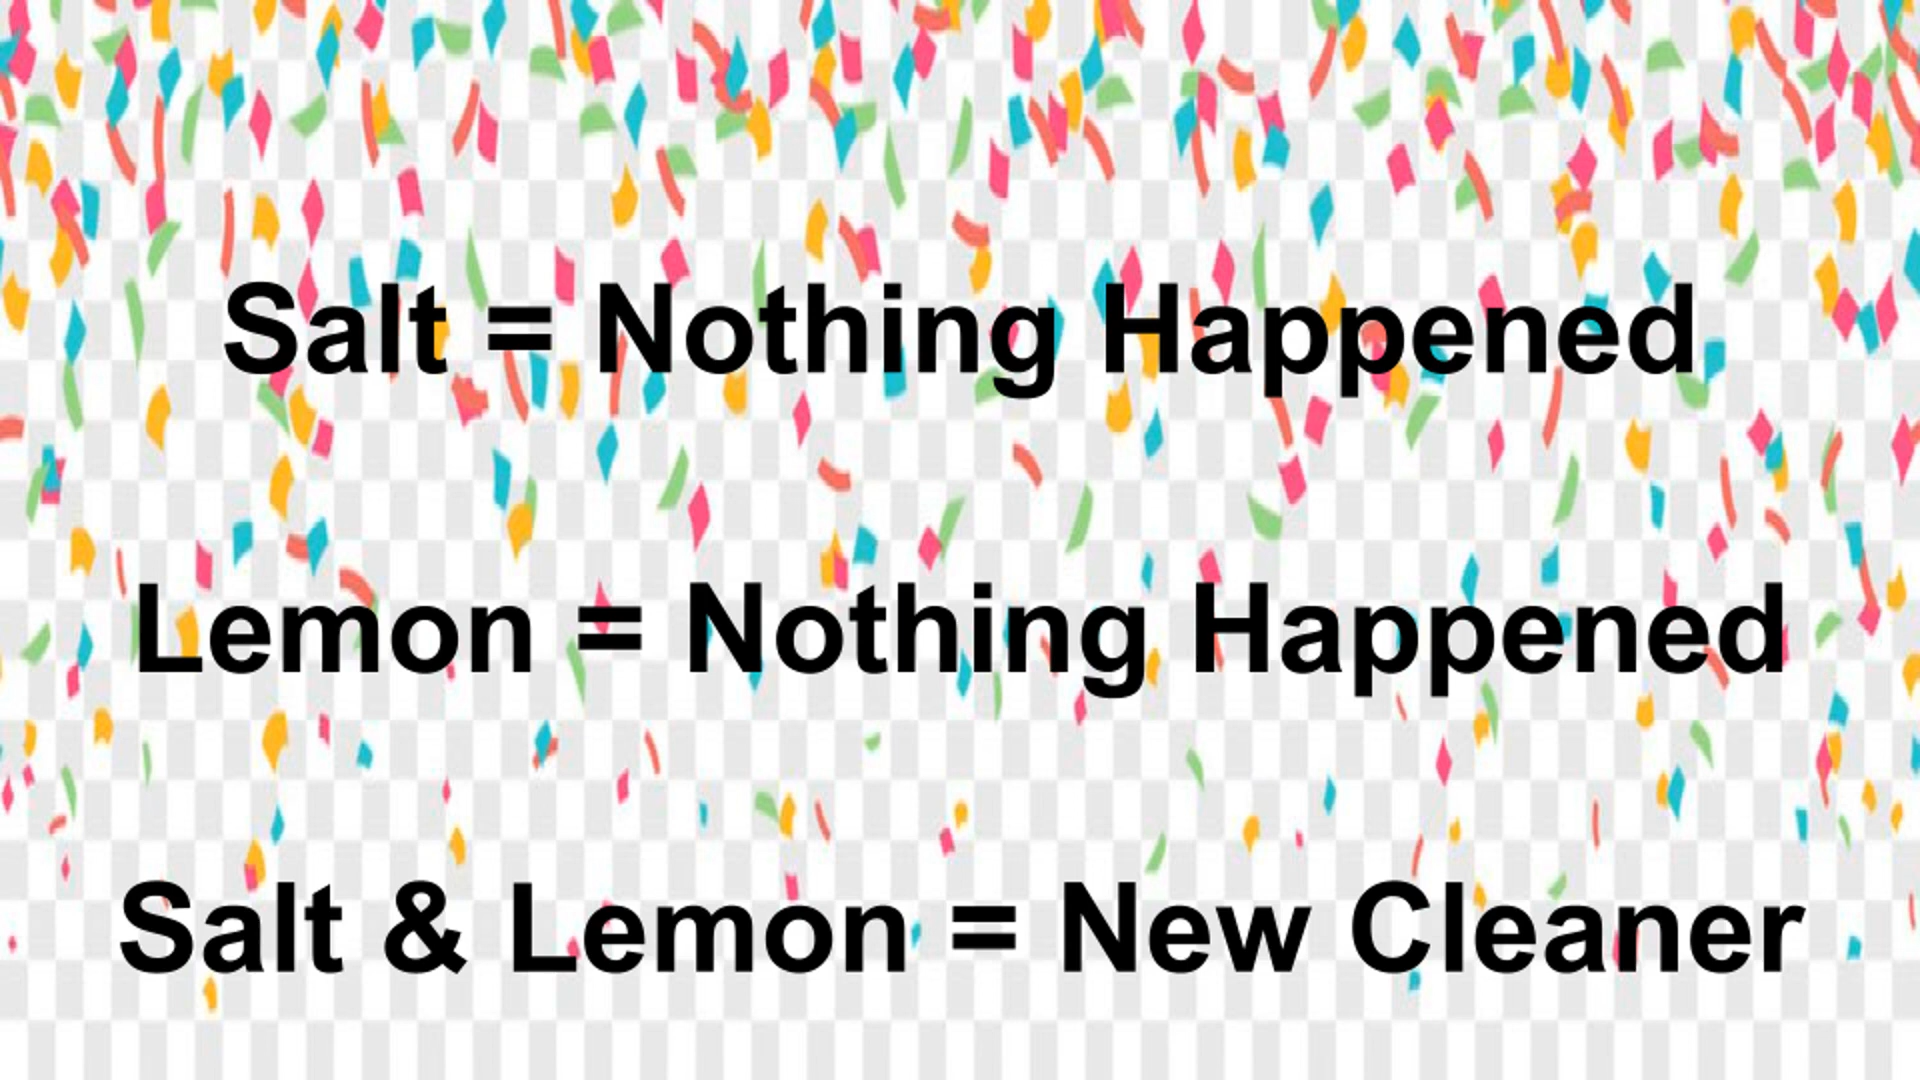 Salt = Nothing Happened
Lemon = Nothing Happened
Salt & Lemon = New Cleaner